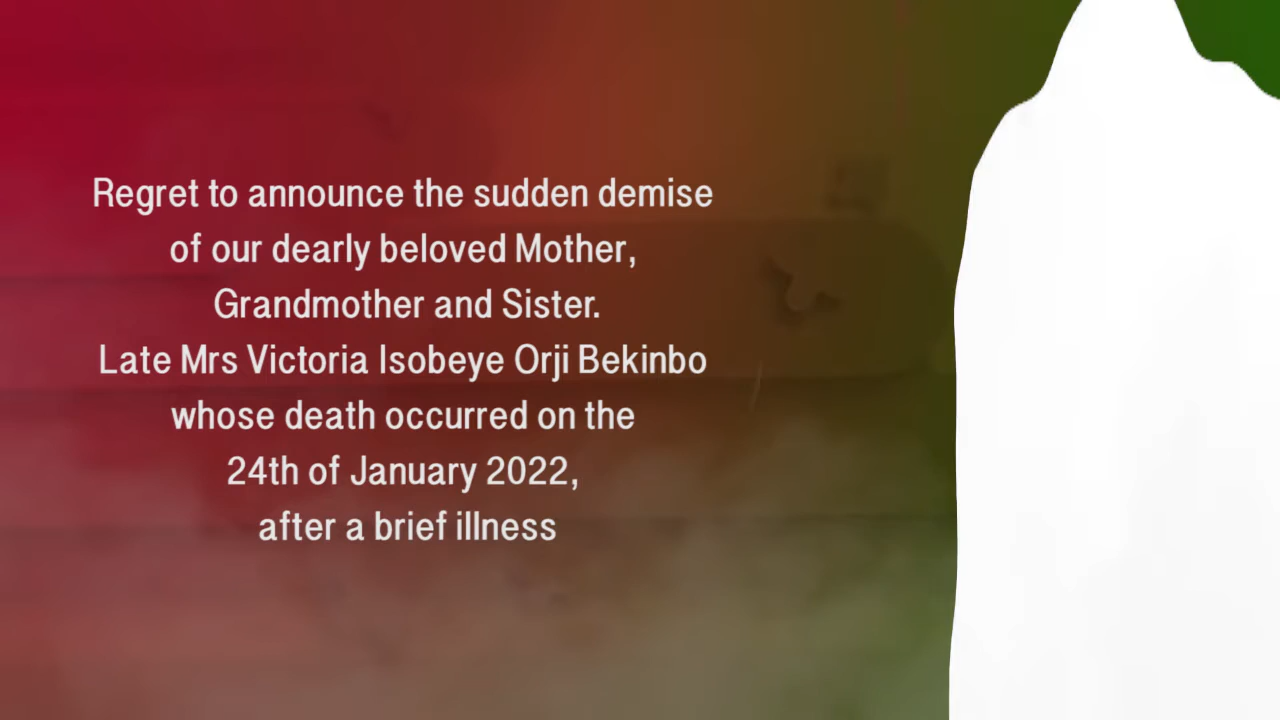 Regret to announce the sudden demise
of our dearly beloved Mother,
Grandmother and Sister.
Late Mrs Victoria Isobeye Orji Bekinbo
whose death occurred on the
24th of January 2022,
after a brief illness